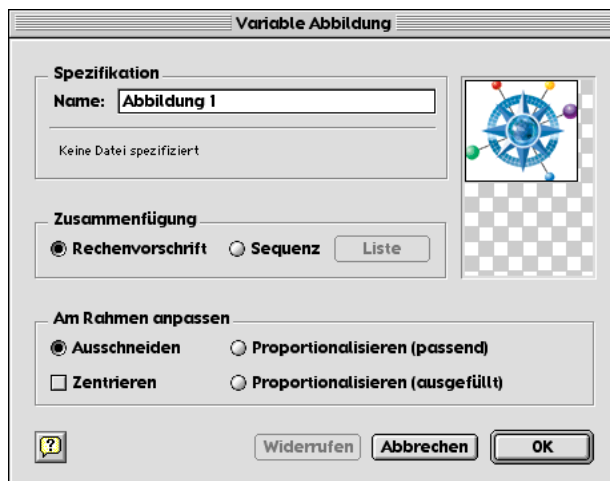 Variable Abbildung
Spezifikation
Name: Abbildung 1
Keine Datei spezifiziert
Zusammenfügung
Rechenvorschrift Sequenz Liste
Am Rahmen anpassen
Ausschneiden Proportionalisieren (passend)
Zentrieren Proportionalisieren (ausgefüllt)
? Widerrufen Abbrechen OK